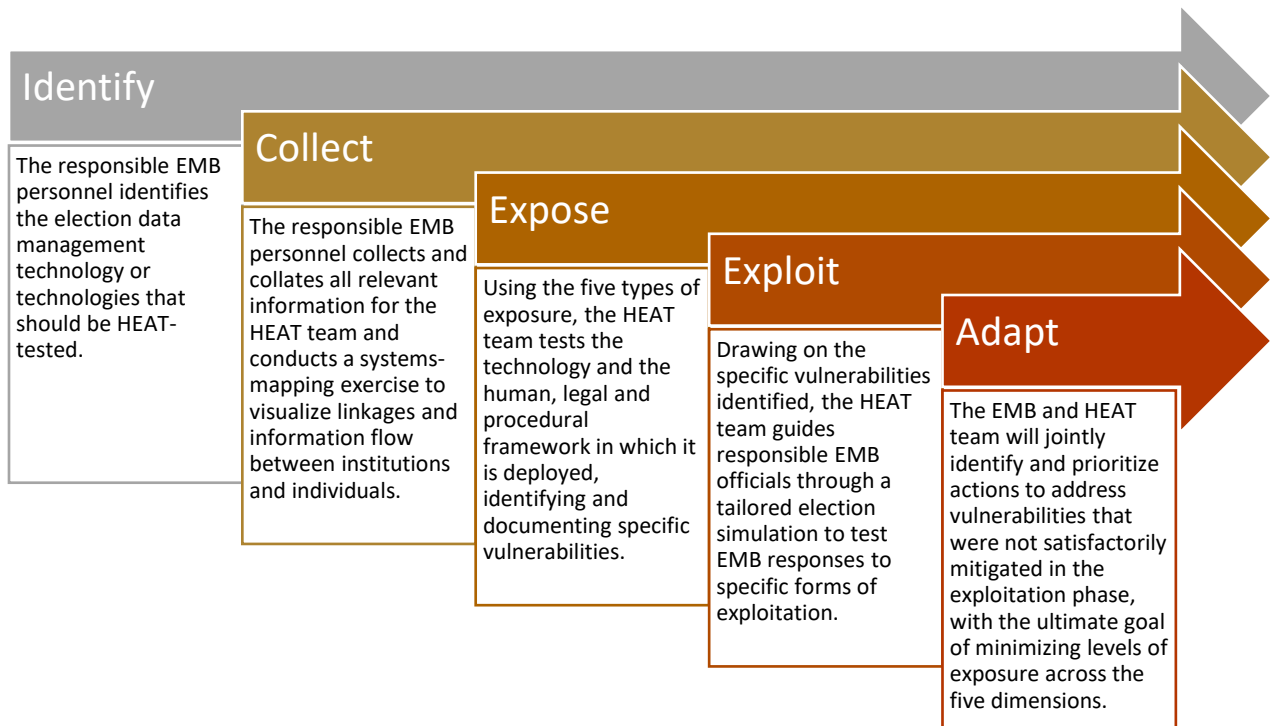 Identify
The responsible EMB
personnel identifies
the election data
management
technology or
technologies that
should be HEAT-
tested.
Collect
The responsible EMB
personnel collects and
collates all relevant
information for the
HEAT team and
conducts a systems-
mapping exercise to
visualize linkages and
information flow
between institutions
and individuals.
Expose
Using the five types of
exposure, the HEAT
team tests the
technology and the
human, legal and
procedural
framework in which it
is deployed,
identifying and
documenting specific
vulnerabilities.
Exploit
Drawing on the
specific vulnerabilities
identified, the HEAT
team guides
responsible EMB
officials through a
tailored election
simulation to test
EMB responses to
specific forms of
exploitation.
Adapt
The EMB and HEAT
team will jointly
identify and prioritize
actions to address
vulnerabilities that
were not satisfactorily
mitigated in the
exploitation phase,
with the ultimate goal
of minimizing levels of
exposure across the
five dimensions.